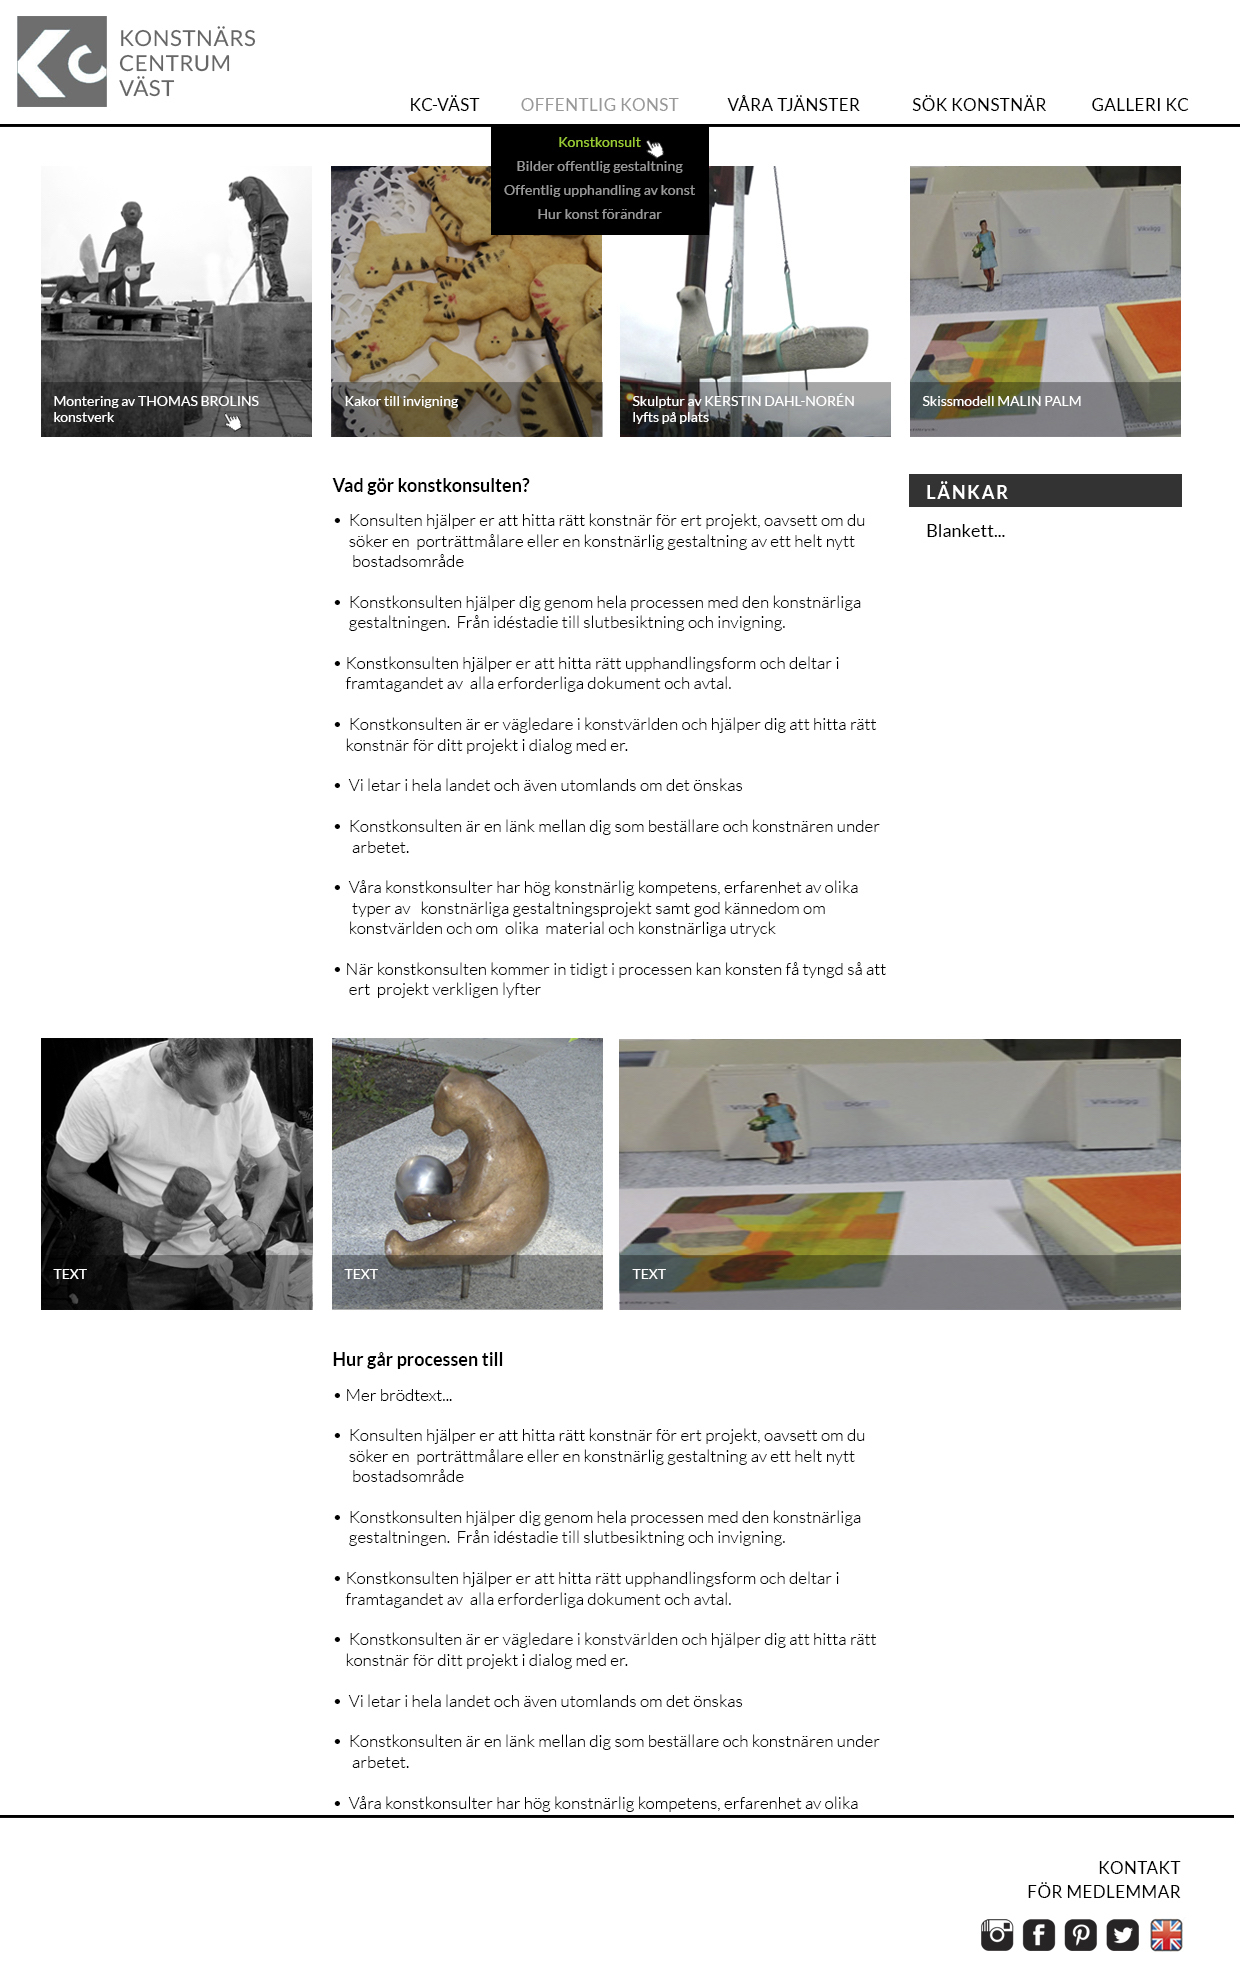 KC
KONSTNÄRS
CENTRUM
VÄST
KC-VÄST
OFFENTLIG KONST
VÅRA TJÄNSTER
SÖK KONSTNÄR
GALLERI KC
Konstkonsult
Bilder offentlig gestaltning
Offentlig upphandling av konst
Hur konst förändrar
Montering av THOMAS BROLINS
konstverk
Kakor till invigning
Skulptur av KERSTIN DAHL-NORÉN
lyfts på plats
Skissmodell MALIN PALM
Vad gör konstkonsulten?
• Konsulten hjälper er att hitta rätt konstnär för ert projekt, oavsett om du
söker en porträttmålare eller en konstnärlig gestaltning av ett helt nytt
bostadsområde
• Konstkonsulten hjälper dig genom hela processen med den konstnärliga
gestaltningen. Från idéstadie till slutbesiktning och invigning.
• Konstkonsulten hjälper er att hitta rätt upphandlingsform och deltar i
framtagandet av alla erforderliga dokument och avtal.
• Konstkonsulten är er vägledare i konstvärlden och hjälper dig att hitta rätt
konstnär för ditt projekt i dialog med er.
• Vi letar i hela landet och även utomlands om det önskas
• Konstkonsulten är en länk mellan dig som beställare och konstnären under
arbetet.
• Våra konstkonsulter har hög konstnärlig kompetens, erfarenhet av olika
typer av konstnärliga gestaltningsprojekt samt god kännedom om
konstvärlden och om olika material och konstnärliga utryck
• När konstkonsulten kommer in tidigt i processen kan konsten få tyngd så att
ert projekt verkligen lyfter
LÄNKAR
Blankett...
TEXT
TEXT
TEXT
Hur går processen till
• Mer brödtext...
• Konsulten hjälper er att hitta rätt konstnär för ert projekt, oavsett om du
söker en porträttmålare eller en konstnärlig gestaltning av ett helt nytt
bostadsområde
• Konstkonsulten hjälper dig genom hela processen med den konstnärliga
gestaltningen. Från idéstadie till slutbesiktning och invigning.
• Konstkonsulten hjälper er att hitta rätt upphandlingsform och deltar i
framtagandet av alla erforderliga dokument och avtal.
• Konstkonsulten är er vägledare i konstvärlden och hjälper dig att hitta rätt
konstnär för ditt projekt i dialog med er.
• Vi letar i hela landet och även utomlands om det önskas
• Konstkonsulten är en länk mellan dig som beställare och konstnären under
arbetet.
• Våra konstkonsulter har hög konstnärlig kompetens, erfarenhet av olika
KONTAKT
FÖR MEDLEMMAR